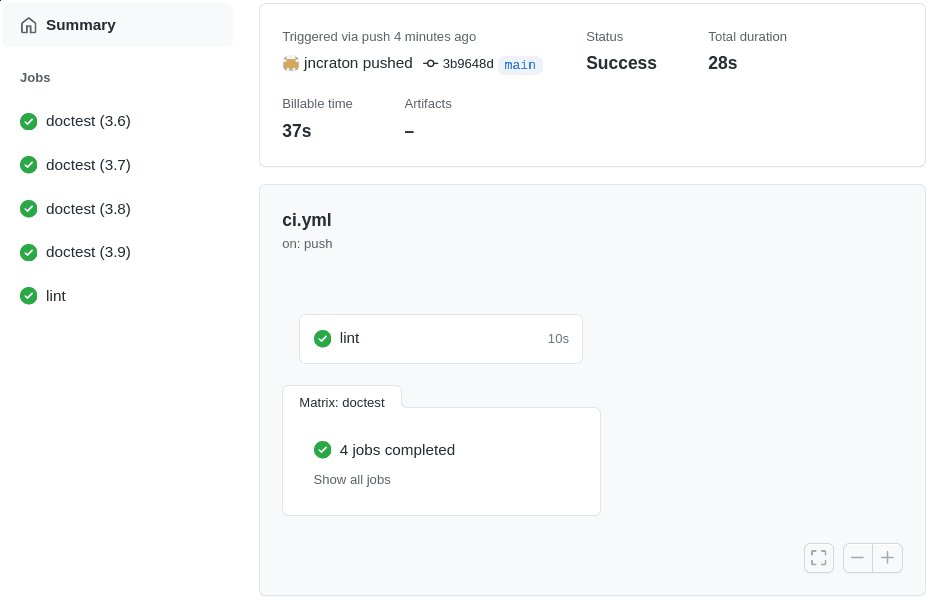 Summary
Jobs
doctest (3.6)
doctest (3.7)
doctest (3.8)
doctest (3.9)
lint
Triggered via push 4 minutes ago
jncraton pushed 3b9648d main
Status
Success
Total duration
28s
Billable time
37s
Artifacts
–
ci.yml
on: push
lint 10s
Matrix: doctest
4 jobs completed
Show all jobs